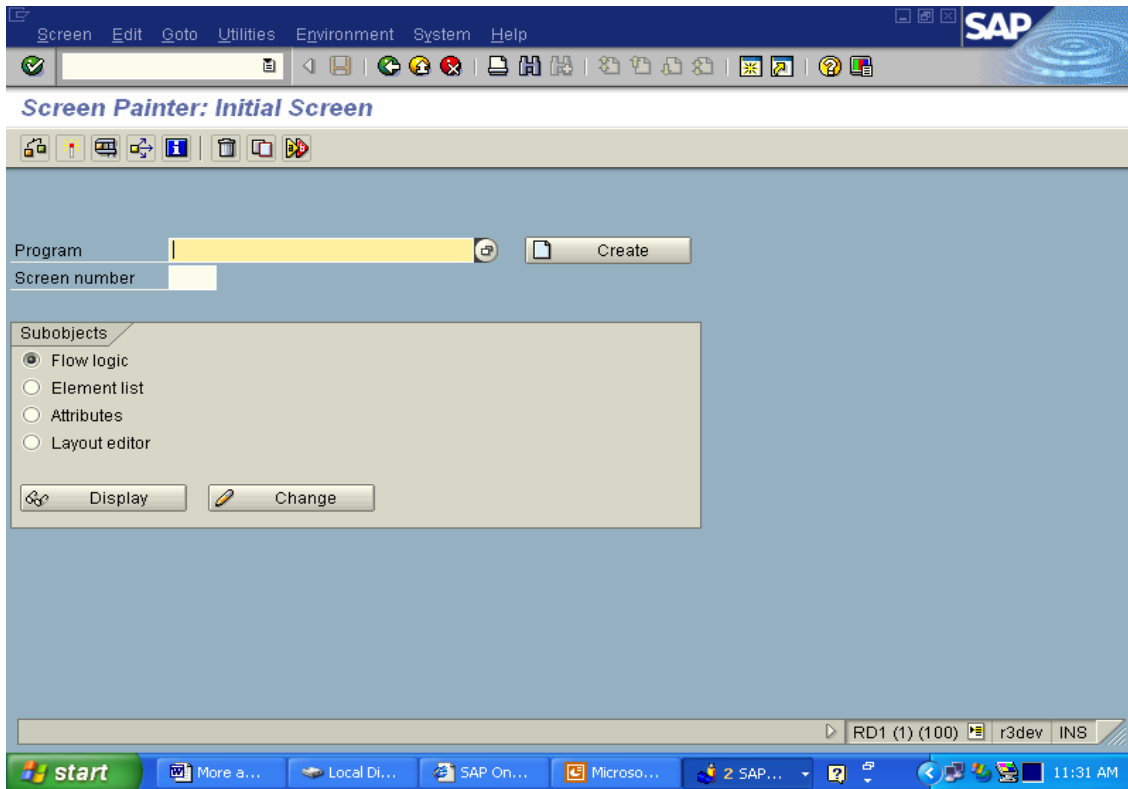 Screen Edit Goto Utilities Environment System Help
SAP
Screen Painter: Initial Screen
Program Create
Screen number
Subobjects
Flow logic
Element list
Attributes
Layout editor
Display Change
RD1 (1) (100) r3dev INS
start More a... Local Di... SAP On... Microso... 2 SAP... 11:31 AM